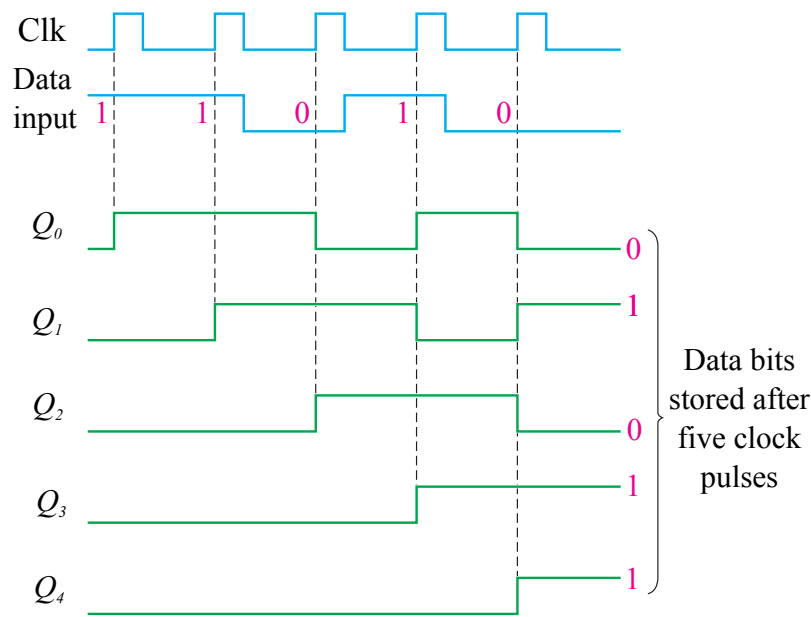 Clk
Data
input
1 1 0 1 0
Q₀ 0
Q₁ 1
Q₂ 0
Q₃ 1
Q₄ 1
Data bits
stored after
five clock
pulses